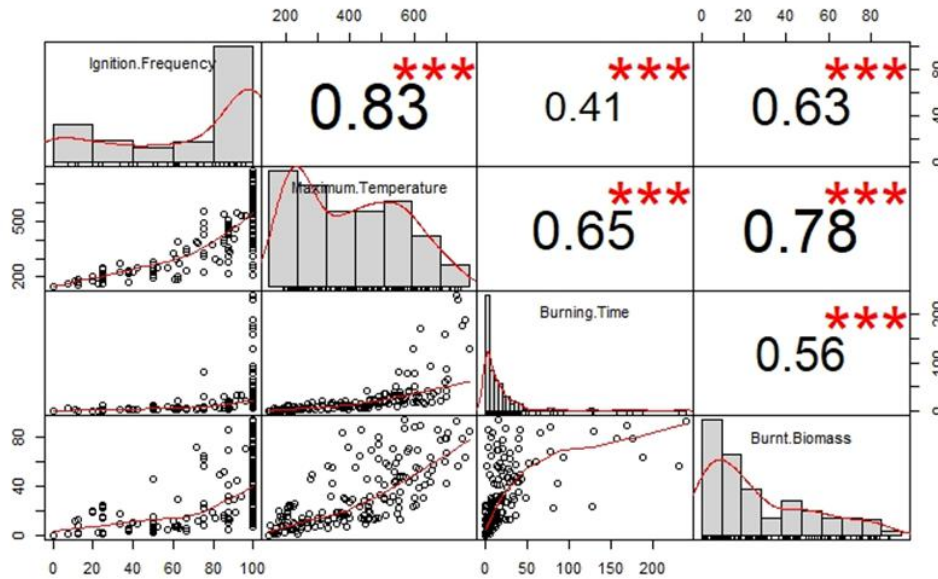 200 400 600 0 20 40 60 80
Ignition.Frequency *** 0.83 *** 0.41 *** 0.63 0 40 80
200 500 Maximum.Temperature *** 0.65 *** 0.78
Burning.Time *** 0.56 0 100 200
0 40 80 Burnt.Biomass
0 20 40 60 80 100 0 50 100 150 200